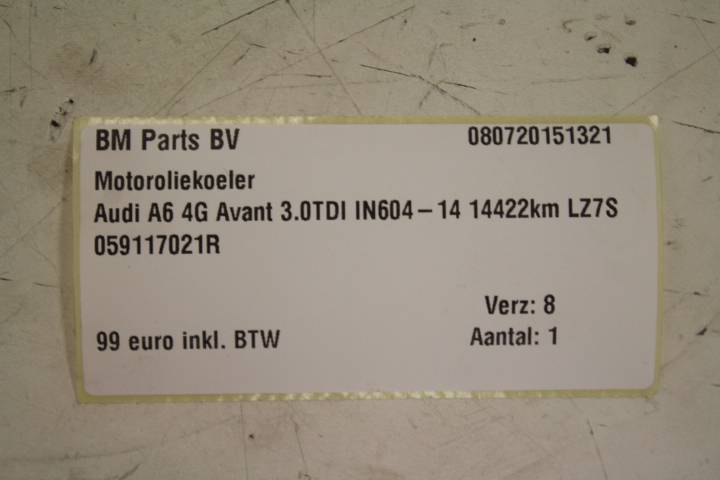 BM Parts BV 080720151321
Motoroliekoeler
Audi A6 4G Avant 3.0TDI IN604-14 14422km LZ7S
059117021R
Verz: 8
99 euro inkl. BTW Aantal: 1